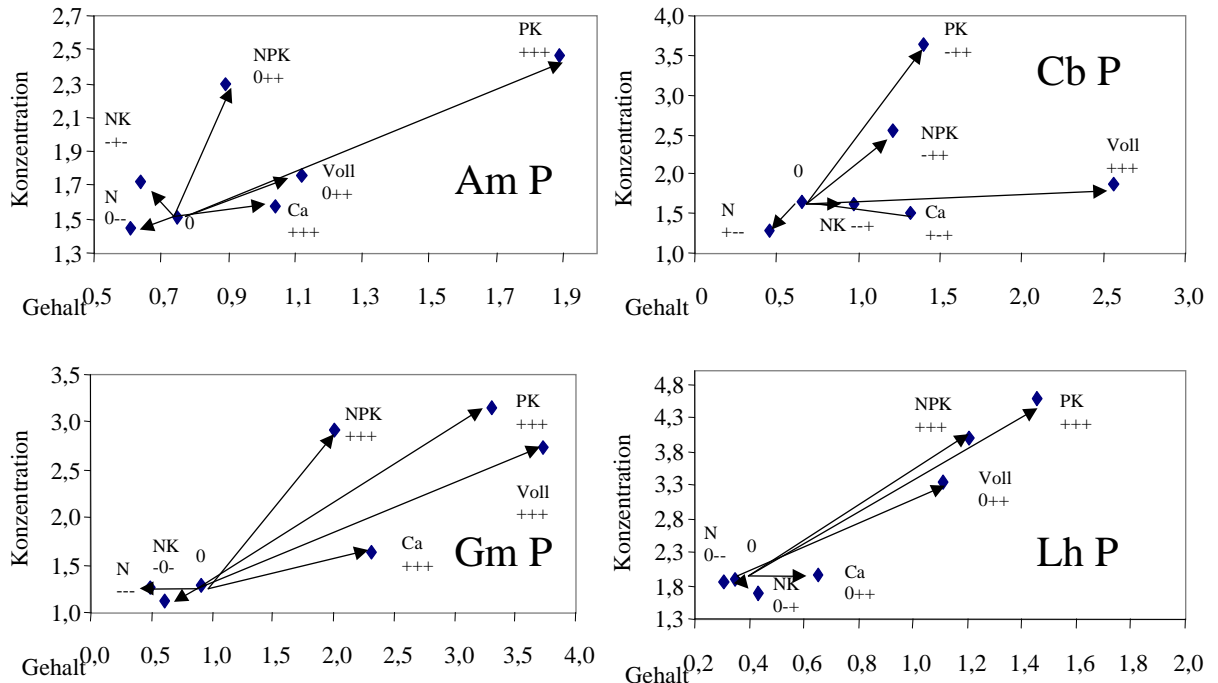 2,7
2,5
2,3
2,1
1,9
1,7
1,5
1,3
Konzentration
Gehalt
0,5 0,7 0,9 1,1 1,3 1,5 1,7 1,9
PK
+++
NPK
0++
NK
-+-
N
0--
0
Voll
0++
Ca
+++
Am P
4,0
3,5
3,0
2,5
2,0
1,5
1,0
Konzentration
Gehalt
0 0,5 1,0 1,5 2,0 2,5 3,0
PK
-++
Cb P
NPK
-++
0
Voll
+++
N
+--
NK --+
Ca
+-+
3,5
3,0
2,5
2,0
1,5
1,0
Konzentration
Gehalt
0,0 0,5 1,0 1,5 2,0 2,5 3,0 3,5 4,0
NPK
+++
PK
+++
Voll
+++
NK
-0-
0
N
---
Ca
+++
Gm P
4,8
4,3
3,8
3,3
2,8
2,3
1,8
1,3
Konzentration
Gehalt
0,2 0,4 0,6 0,8 1,0 1,2 1,4 1,6 1,8 2,0
NPK
+++
PK
+++
Voll
0++
N
0--
0
NK
0-+
Ca
0++
Lh P